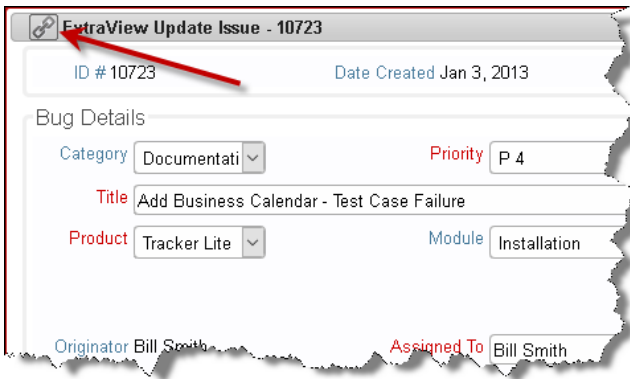 ExtraView Update Issue - 10723
ID # 10723 Date Created Jan 3, 2013
Bug Details
Category Documentati Priority P 4
Title Add Business Calendar - Test Case Failure
Product Tracker Lite Module Installation
Originator Bill Smith Assigned To Bill Smith